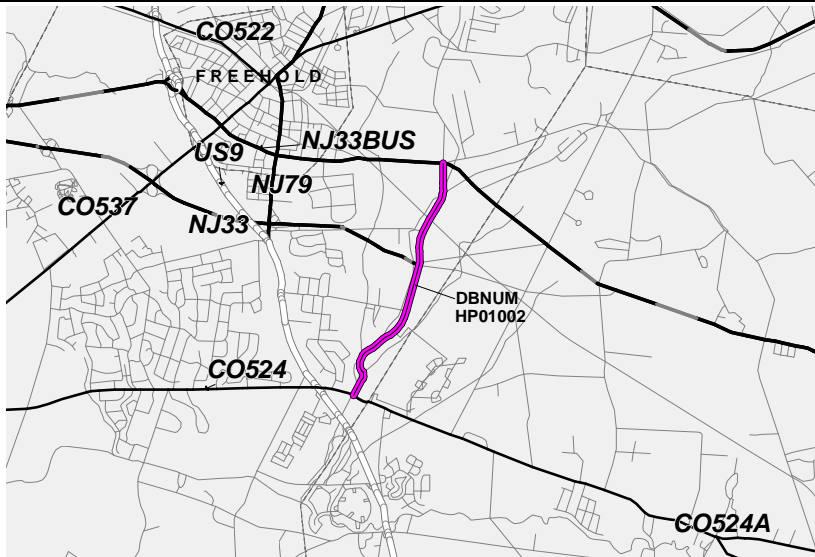 CO522
FREEHOLD
NJ33BUS
US9
NJ79
CO537
NJ33
DBNUM
HP01002
CO524
CO524A